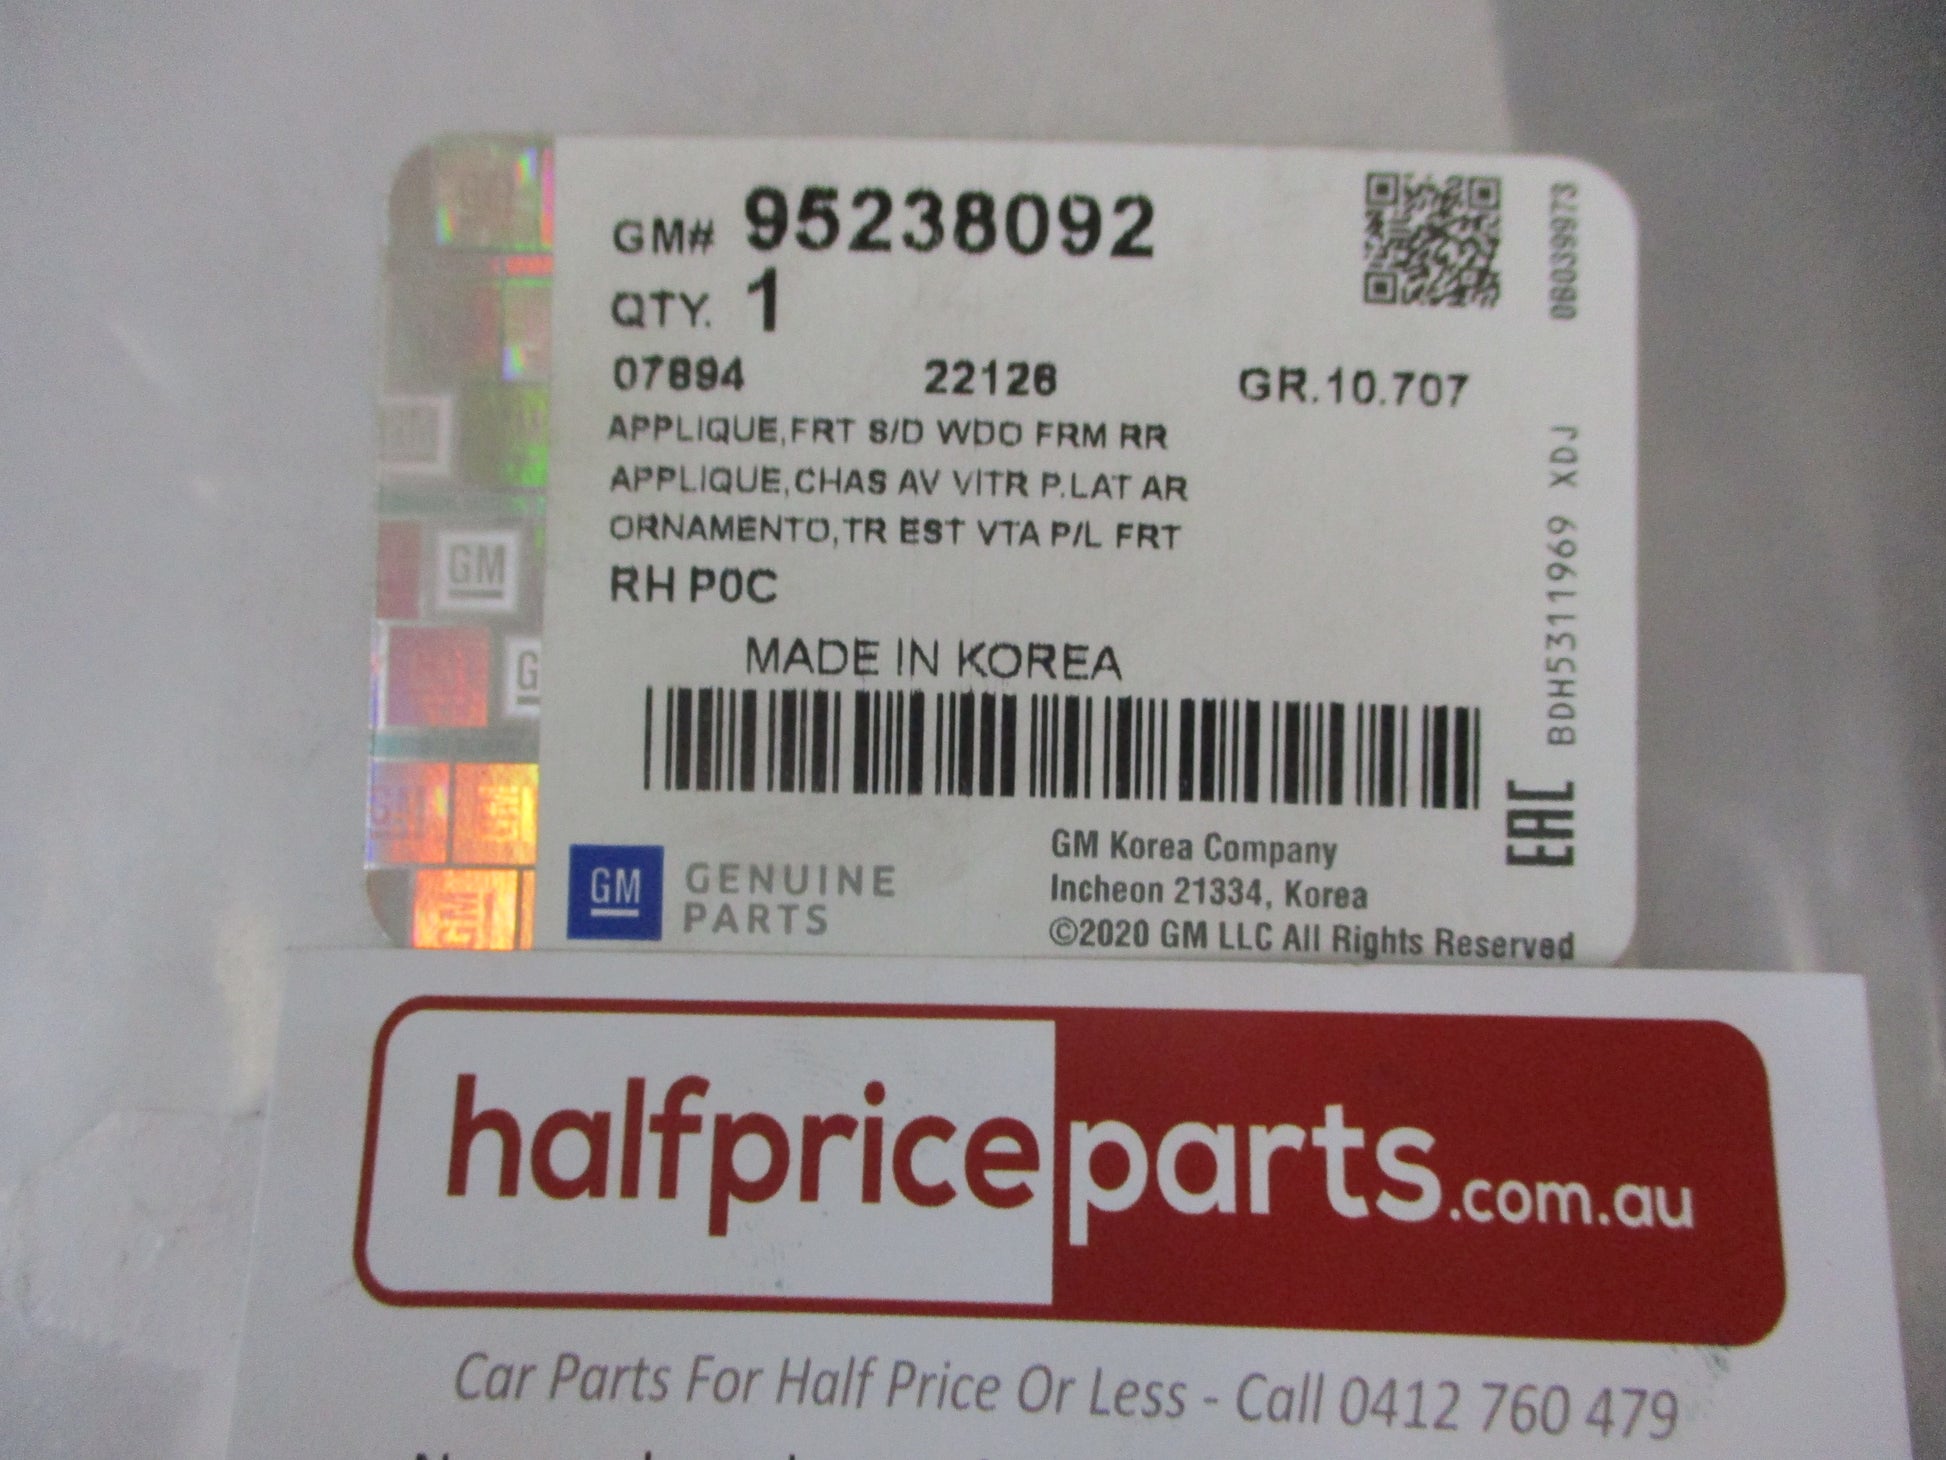 GM# 95238092
QTY. 1
07894 22126 GR.10.707
APPLIQUE,FRT S/D WDO FRM RR
APPLIQUE,CHAS AV VITR P.LAT AR
ORNAMENTO,TR EST VTA P/L FRT
RH P0C
MADE IN KOREA
GM GENUINE
PARTS
GM Korea Company
Incheon 21334, Korea
©2020 GM LLC All Rights Reserved
EAC
BDH53119969 XDJ
GM
halfpriceparts.com.au
Car Parts For Half Price Or Less - Call 0412 760 479